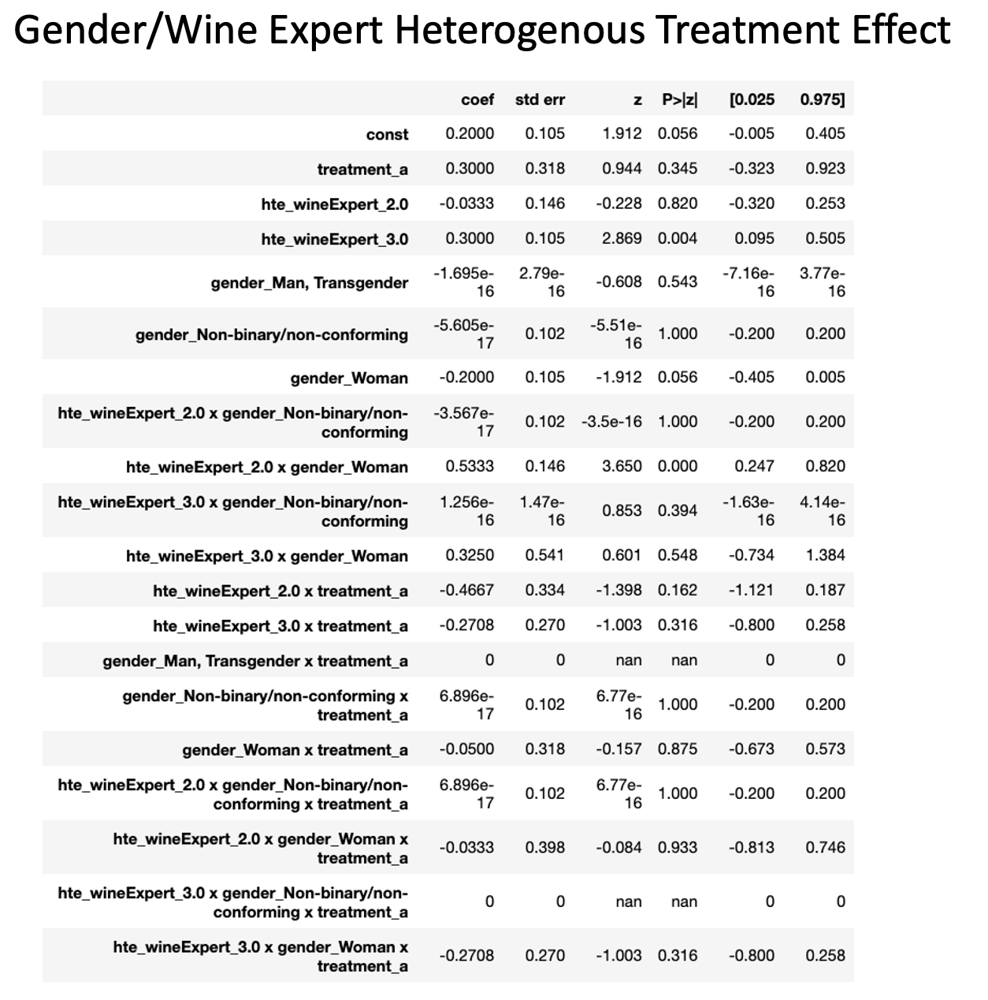 Gender/Wine Expert Heterogenous Treatment Effect
coef std err z P>|z| [0.025 0.975]
const 0.2000 0.105 1.912 0.056 -0.005 0.405
treatment_a 0.3000 0.318 0.944 0.345 -0.323 0.923
hte_wineExpert_2.0 -0.0333 0.146 -0.228 0.820 -0.320 0.253
hte_wineExpert_3.0 0.3000 0.105 2.869 0.004 0.095 0.505
gender_Man, Transgender -1.695e-16 2.79e-16 -0.608 0.543 -7.16e-16 3.77e-16
gender_Non-binary/non-conforming -5.605e-17 0.102 -5.51e-16 1.000 -0.200 0.200
gender_Woman -0.2000 0.105 -1.912 0.056 -0.405 0.005
hte_wineExpert_2.0 x gender_Non-binary/non-conforming -3.567e-17 0.102 -3.5e-16 1.000 -0.200 0.200
hte_wineExpert_2.0 x gender_Woman 0.5333 0.146 3.650 0.000 0.247 0.820
hte_wineExpert_3.0 x gender_Non-binary/non-conforming 1.256e-16 1.47e-16 0.853 0.394 -1.63e-16 4.14e-16
hte_wineExpert_3.0 x gender_Woman 0.3250 0.541 0.601 0.548 -0.734 1.384
hte_wineExpert_2.0 x treatment_a -0.4667 0.334 -1.398 0.162 -1.121 0.187
hte_wineExpert_3.0 x treatment_a -0.2708 0.270 -1.003 0.316 -0.800 0.258
gender_Man, Transgender x treatment_a 0 0 nan nan 0 0
gender_Non-binary/non-conforming x treatment_a 6.896e-17 0.102 6.77e-16 1.000 -0.200 0.200
gender_Woman x treatment_a -0.0500 0.318 -0.157 0.875 -0.673 0.573
hte_wineExpert_2.0 x gender_Non-binary/non-conforming x treatment_a 6.896e-17 0.102 6.77e-16 1.000 -0.200 0.200
hte_wineExpert_2.0 x gender_Woman x treatment_a -0.0333 0.398 -0.084 0.933 -0.813 0.746
hte_wineExpert_3.0 x gender_Non-binary/non-conforming x treatment_a 0 0 nan nan 0 0
hte_wineExpert_3.0 x gender_Woman x treatment_a -0.2708 0.270 -1.003 0.316 -0.800 0.258